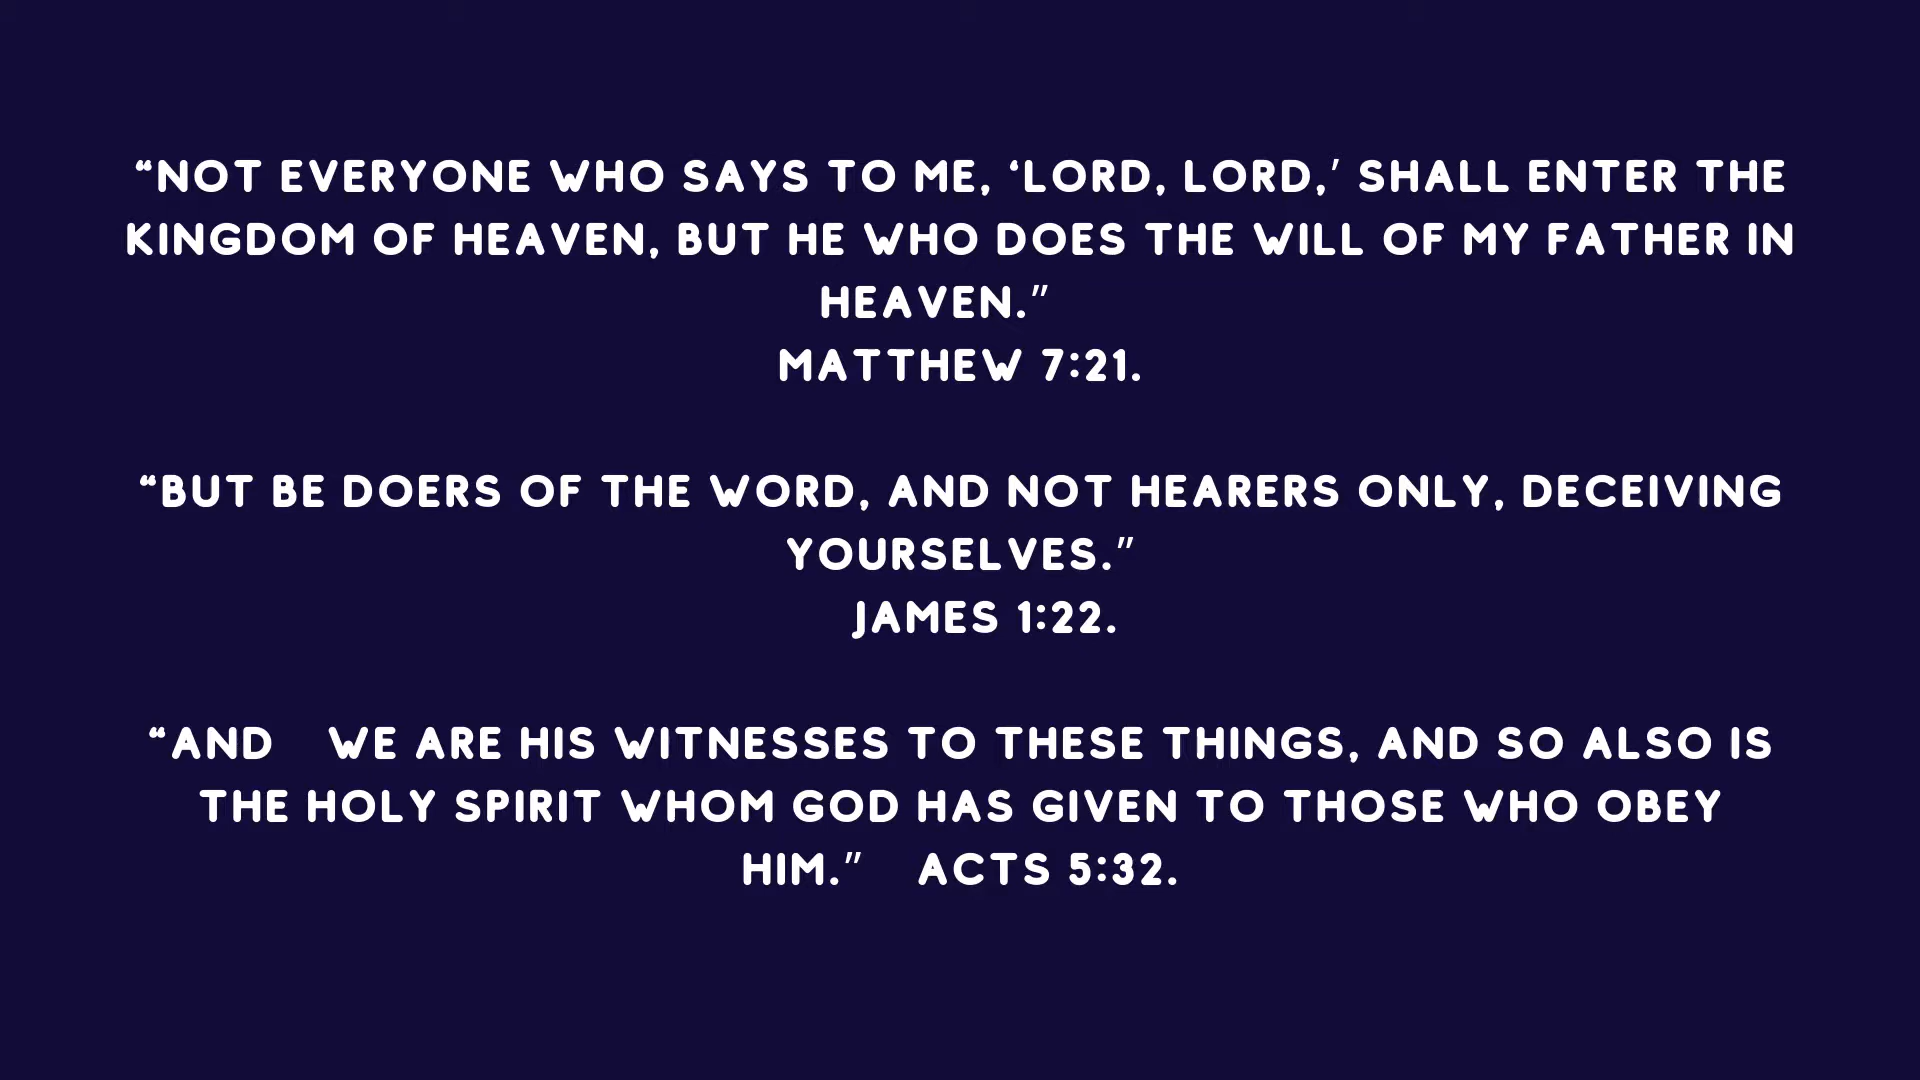 “NOT EVERYONE WHO SAYS TO ME, ‘LORD, LORD,’ SHALL ENTER THE
KINGDOM OF HEAVEN, BUT HE WHO DOES THE WILL OF MY FATHER IN
HEAVEN.”
MATTHEW 7:21.
“BUT BE DOERS OF THE WORD, AND NOT HEARERS ONLY, DECEIVING
YOURSELVES.”
JAMES 1:22.
“AND WE ARE HIS WITNESSES TO THESE THINGS, AND SO ALSO IS
THE HOLY SPIRIT WHOM GOD HAS GIVEN TO THOSE WHO OBEY
HIM.” ACTS 5:32.